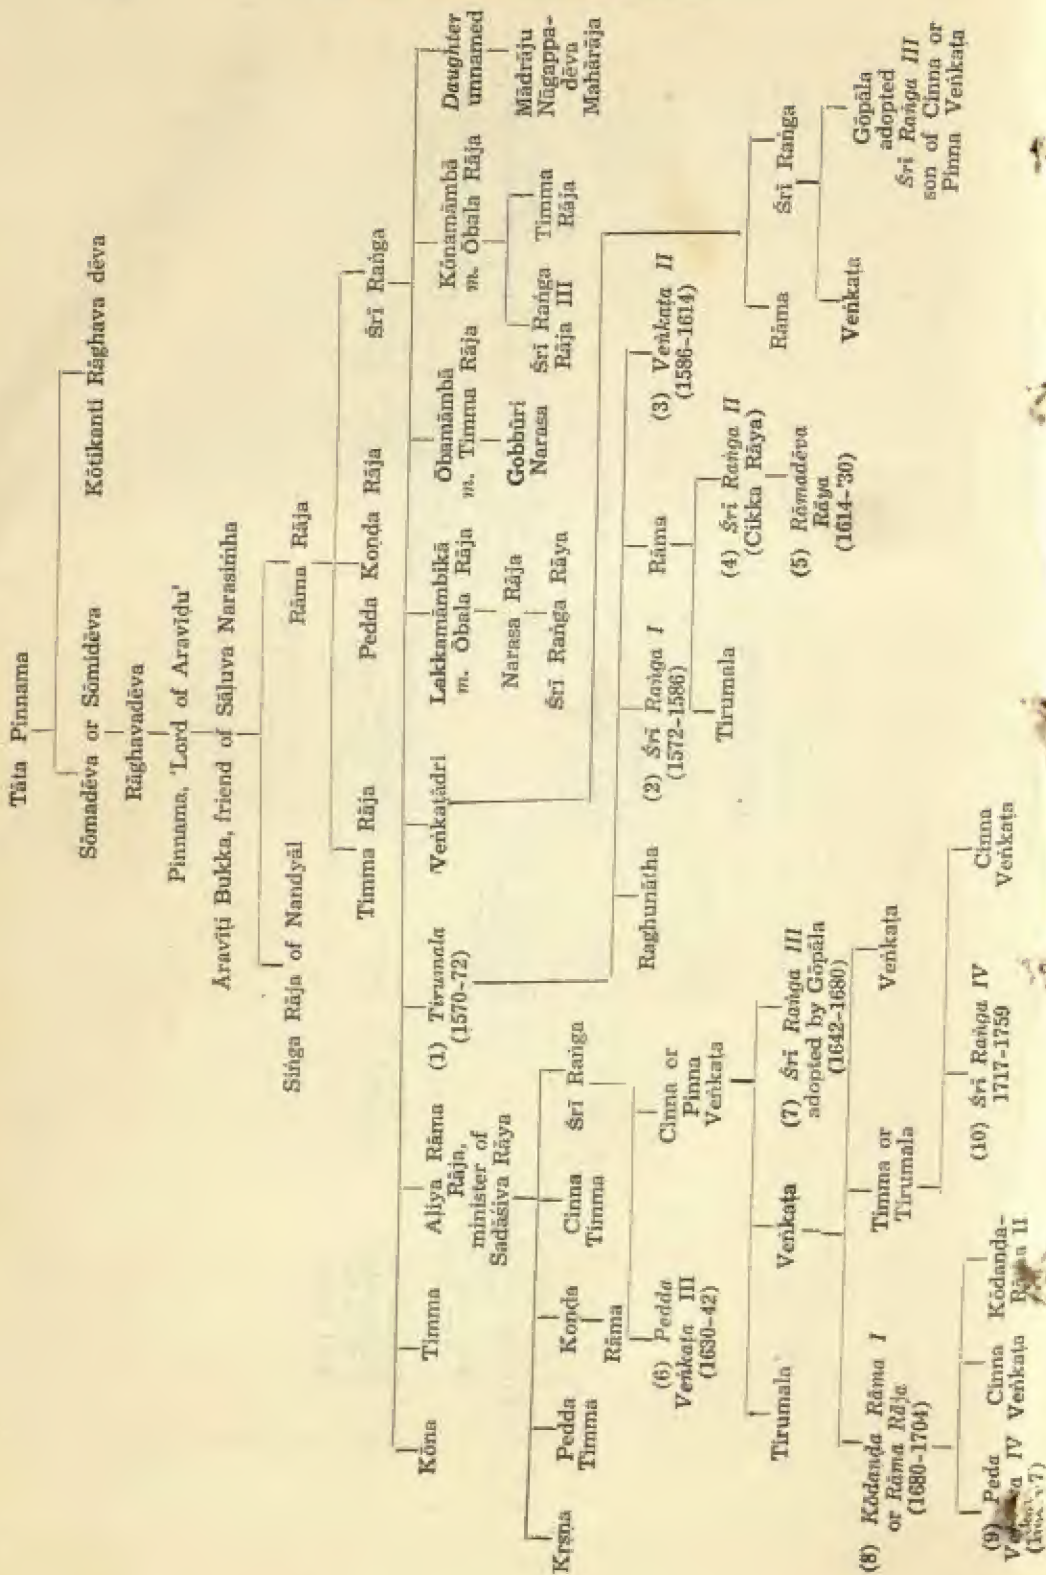 Tāta Pinnama
Sōmadēva or Sōmidēva
Kōtikanti Rāghava dēva
Rāghavadēva
Pinnama, 'Lord of Aravīḍu'
Aravīṭi Bukka, friend of Sāḷuva Narasiṁha
Siṅga Rāja of Nandyāl
Rāma Rāja
Timma Rāja
Pedda Koṇḍa Rāja
Śrī Raṅga
Kōna
Timma
Aḷiya Rāma
Rāja,
minister of
Sadāśiva Rāya
(1) Tirumala
(1570-72)
Veṅkaṭādri
Lakkamāmbikā
m. Ōbala Rāja
Ōbamāmbā
m. Timma Rāja
Kōnamāmbā
m. Ōbala Rāja
Daughter
unnamed
Narasa Rāja
Śrī Raṅga Rāya
Gobbūri
Narasa
Śrī Raṅga
Rāja III
Timma
Rāja
Mādrāju
Nāgappa-
dēva
Mahārāja
Kṛṣṇa
Pedda
Timma
Konḍa
Cinna
Timma
Śrī Raṅga
Rāma
Raghunātha
(2) Śrī Raṅga I
(1572-1586)
Rāma
(3) Veṅkaṭa II
(1586-1614)
Rāma
Śrī Raṅga
Tirumala
(4) Śrī Raṅga II
(Cikka Rāya)
(5) Rāmadēva
Rāya
(1614-'30)
Veṅkaṭa
Gōpāla
adopted
Śrī Raṅga III
son of Cinna or
Pinna Veṅkaṭa
(6) Pedda
Veṅkaṭa III
(1630-42)
Cinna or
Pinna
Veṅkaṭa
Tirumala
Veṅkaṭa
(7) Śrī Raṅga III
adopted by Gōpāla
(1642-1680)
(8) Kōdanḍa Rāma I
or Rāma Rāja
(1680-1704)
Timma or
Tirumala
Veṅkaṭa
(9) Peda
IV
Cinna
Veṅkaṭa
Kōdanda-
II
(10) Śrī Raṅga IV
1717-1759
Cinna
Veṅkaṭa